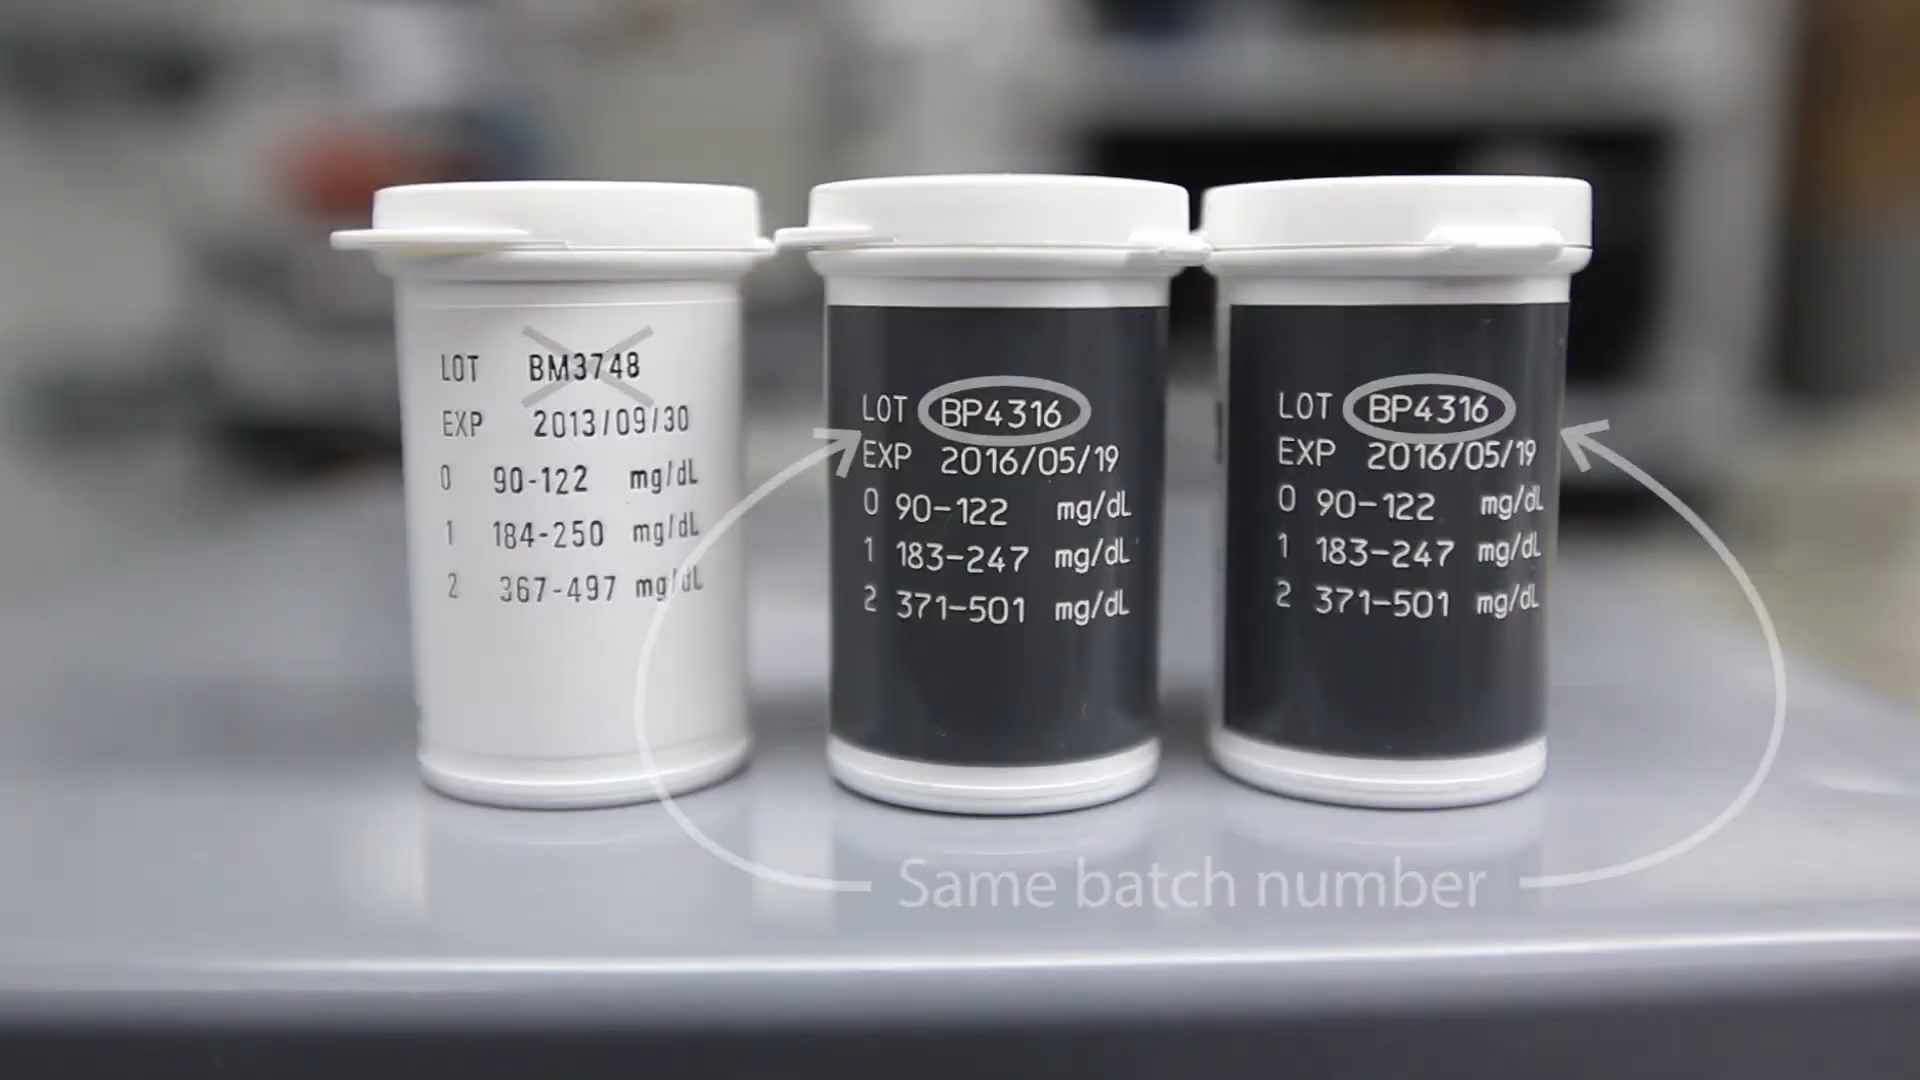 LOT BM3748
EXP 2013/09/30
0 90-122 mg/dL
1 184-250 mg/dL
2 367-497 mg/dL
LOT BP4316
EXP 2016/05/19
0 90-122 mg/dL
1 183-247 mg/dL
2 371-501 mg/dL
LOT BP4316
EXP 2016/05/19
0 90-122 mg/dL
1 183-247 mg/dL
2 371-501 mg/dL
Same batch number